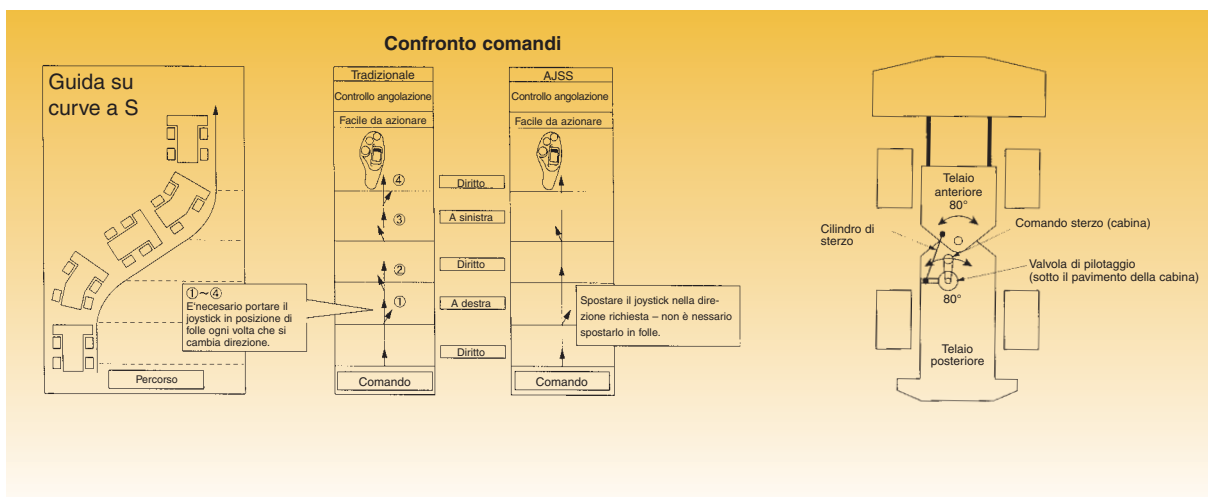 Confronto comandi
Guida su
curve a S
①~④
E'necesario portare il
joystick in posizione di
folle ogni volta che si
cambia direzione.
Percorso
Tradizionale
Controllo angolazione
Facile da azionare
④
③
②
①
Comando
Diritto
A sinistra
Diritto
A destra
Diritto
AJSS
Controllo angolazione
Facile da azionare
Spostare il joystick nella dire-
zione richiesta – non è nessario
spostarlo in folle.
Comando
Telaio
anteriore
80°
Cilindro di
sterzo
Comando sterzo (cabina)
Valvola di pilotaggio
(sotto il pavimento della cabina)
80°
Telaio
posteriore